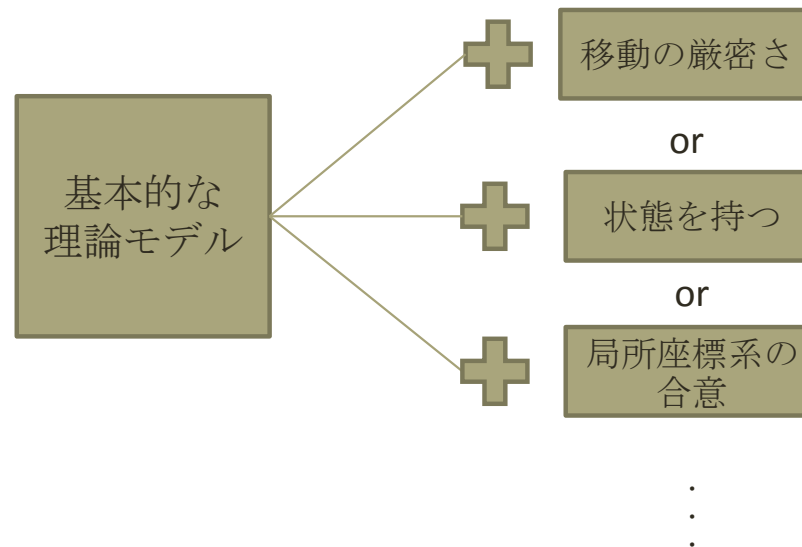 基本的な
理論モデル
移動の厳密さ
or
状態を持つ
or
局所座標系の
合意
.
.
.